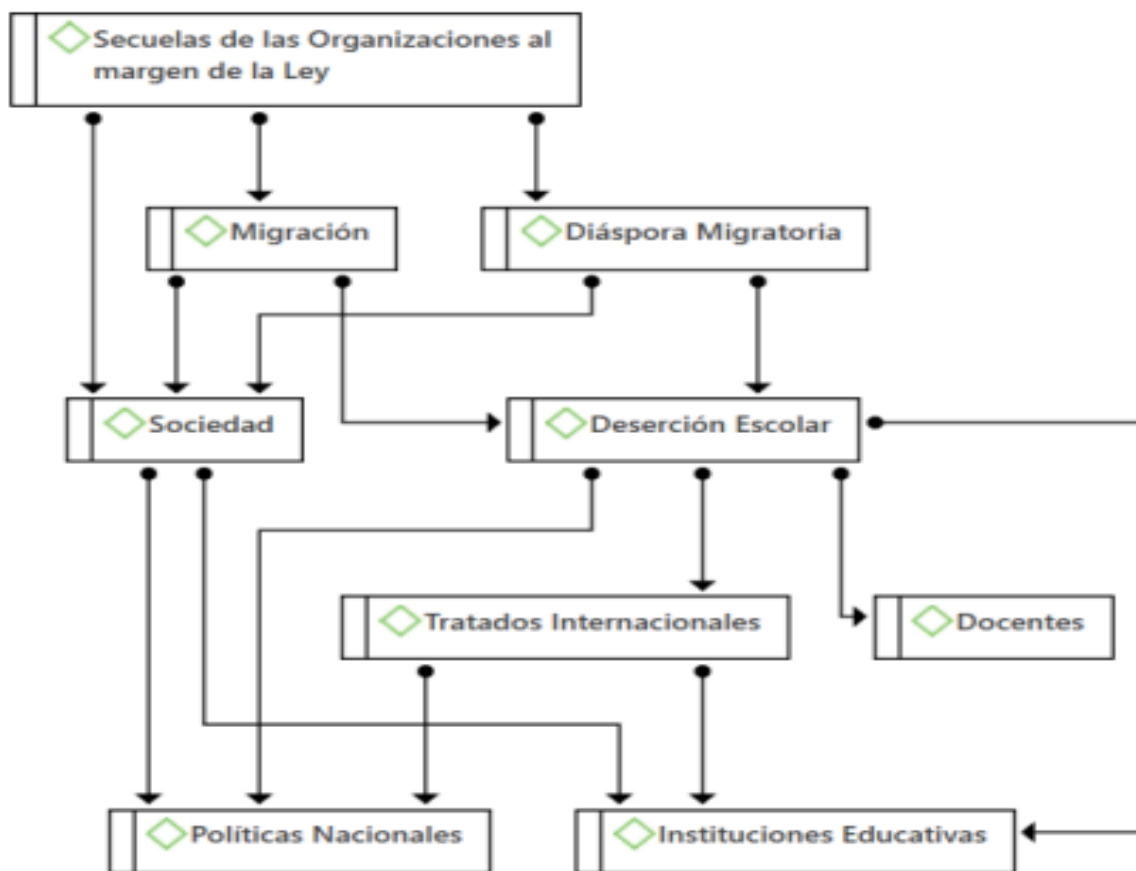 Secuelas de las Organizaciones al
margen de la Ley
Migración
Diáspora Migratoria
Sociedad
Deserción Escolar
Tratados Internacionales
Docentes
Políticas Nacionales
Instituciones Educativas